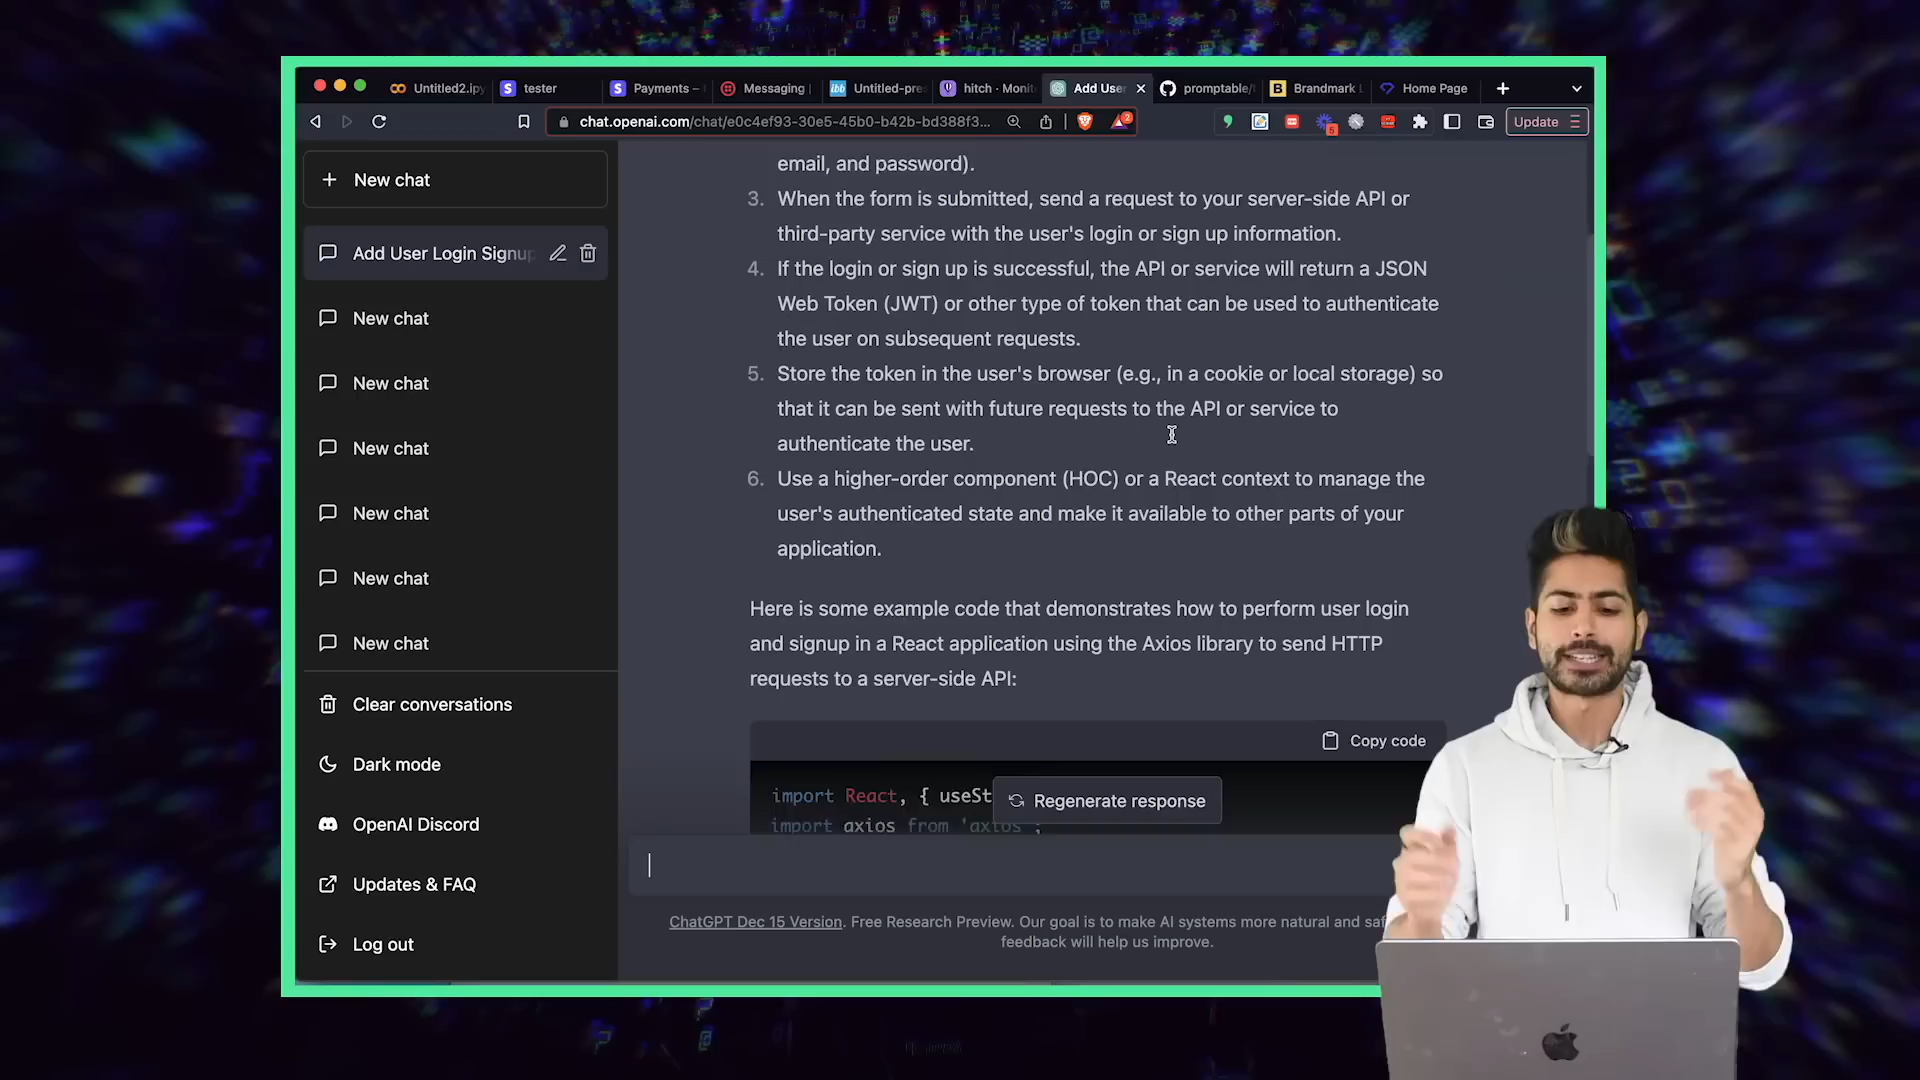 Untitled2.ipy
tester
Payments –
Messaging
Untitled-pre
hitch · Monit
Add User
promptable/
Brandmark
Home Page
chat.openai.com/chat/e0c4ef93-30e5-45b0-b42b-bd388f3...
2
5
Update
New chat
Add User Login Signup
New chat
New chat
New chat
New chat
New chat
New chat
Clear conversations
Dark mode
OpenAI Discord
Updates & FAQ
Log out
email, and password).
3. When the form is submitted, send a request to your server-side API or
third-party service with the user's login or sign up information.
4. If the login or sign up is successful, the API or service will return a JSON
Web Token (JWT) or other type of token that can be used to authenticate
the user on subsequent requests.
5. Store the token in the user's browser (e.g., in a cookie or local storage) so
that it can be sent with future requests to the API or service to
authenticate the user.
6. Use a higher-order component (HOC) or a React context to manage the
user's authenticated state and make it available to other parts of your
application.
Here is some example code that demonstrates how to perform user login
and signup in a React application using the Axios library to send HTTP
requests to a server-side API:
Copy code
import React, { useSt
Regenerate response
import axios from 'axios';
ChatGPT Dec 15 Version. Free Research Preview. Our goal is to make AI systems more natural and saf
feedback will help us improve.